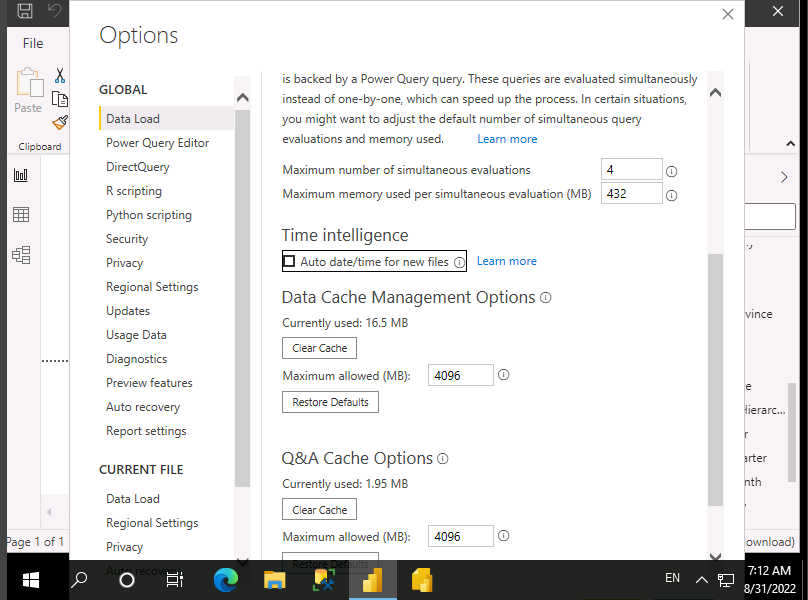 Options
File
Paste
Clipboard
GLOBAL
Data Load
Power Query Editor
DirectQuery
R scripting
Python scripting
Security
Privacy
Regional Settings
Updates
Usage Data
Diagnostics
Preview features
Auto recovery
Report settings
CURRENT FILE
Data Load
Regional Settings
Privacy
Auto recovery
is backed by a Power Query query. These queries are evaluated simultaneously
instead of one-by-one, which can speed up the process. In certain situations,
you might want to adjust the default number of simultaneous query
evaluations and memory used. Learn more
Maximum number of simultaneous evaluations 4
Maximum memory used per simultaneous evaluation (MB) 432
Time intelligence
Auto date/time for new files Learn more
Data Cache Management Options
Currently used: 16.5 MB
Clear Cache
Maximum allowed (MB): 4096
Restore Defaults
Q&A Cache Options
Currently used: 1.95 MB
Clear Cache
Maximum allowed (MB): 4096
Restore Defaults
vince
e
Hierarc...
r
arter
nth
Page 1 of 1
ownload)
EN
7:12 AM
8/31/2022